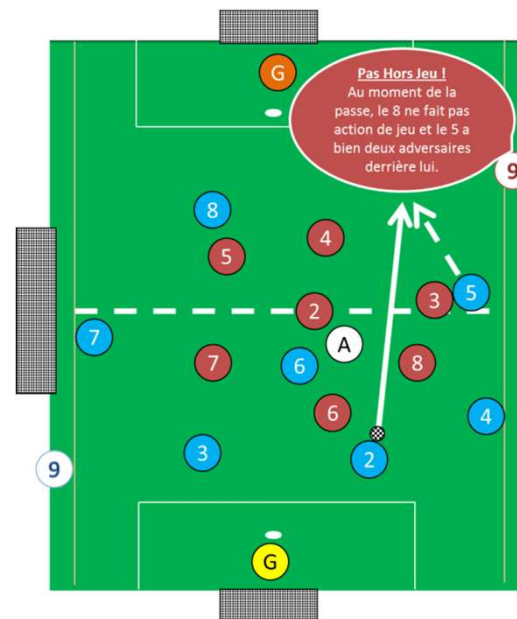 G
Pas Hors Jeu !
Au moment de la
passe, le 8 ne fait pas
action de jeu et le 5 a
bien deux adversaires
derrière lui.
9
8
4
5
5
3
2
7
A
6
7
8
6
4
3
2
9
G